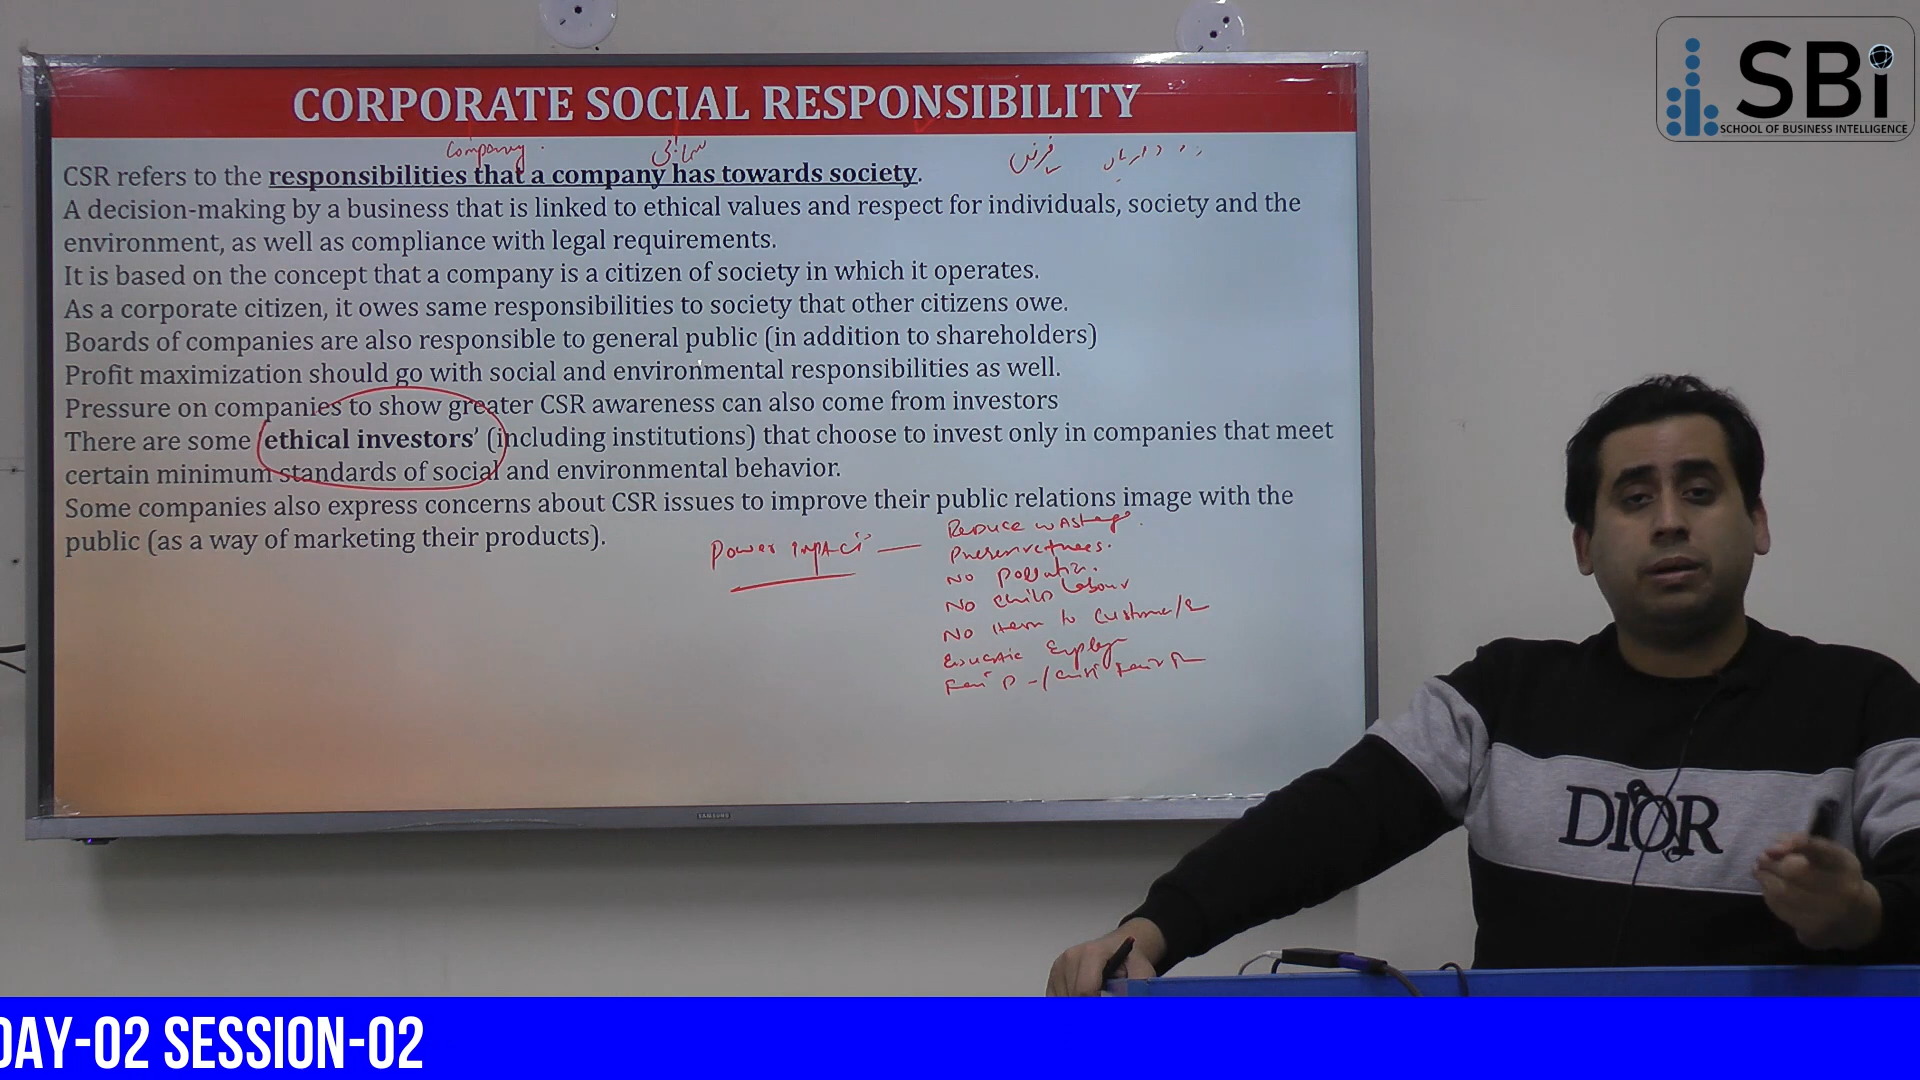 SBi
SCHOOL OF BUSINESS INTELLIGENCE
CORPORATE SOCIAL RESPONSIBILITY
Company
سماجی
CSR refers to the responsibilities that a company has towards society.
A decision-making by a business that is linked to ethical values and respect for individuals, society and the
environment, as well as compliance with legal requirements.
It is based on the concept that a company is a citizen of society in which it operates.
As a corporate citizen, it owes same responsibilities to society that other citizens owe.
Boards of companies are also responsible to general public (in addition to shareholders)
Profit maximization should go with social and environmental responsibilities as well.
Pressure on companies to show greater CSR awareness can also come from investors
There are some ‘ethical investors’ (including institutions) that choose to invest only in companies that meet
certain minimum standards of social and environmental behavior.
Some companies also express concerns about CSR issues to improve their public relations image with the
public (as a way of marketing their products).
Power impact —
Reduce wastage.
No
No child labour
No to customer/
SAMSUNG
DIOR
DAY-02 SESSION-02